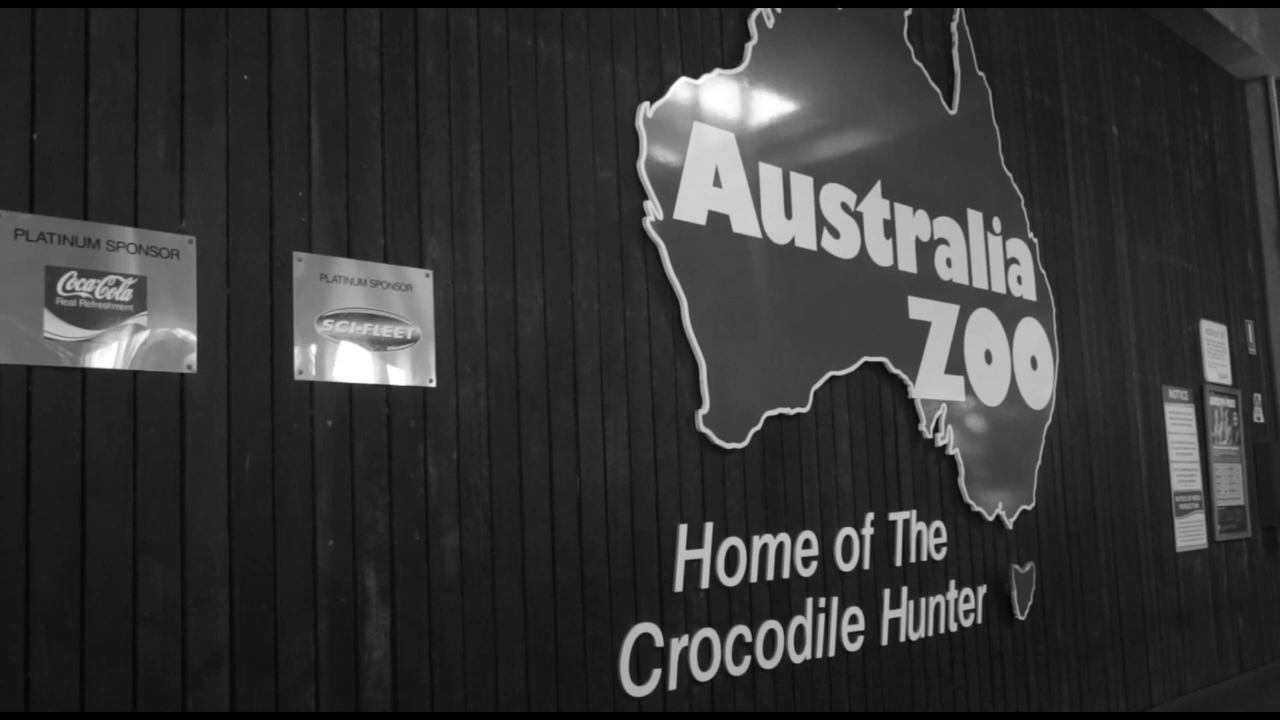 PLATINUM SPONSOR
Coca-Cola
Real Refreshment
PLATINUM SPONSOR
SCI-FLEET
Australia
ZOO
Home of The
Crocodile Hunter
NOTICE